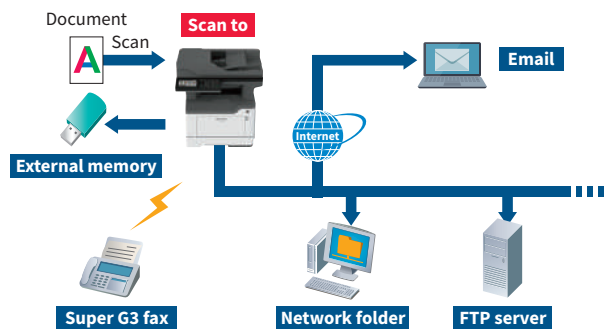 Document
Scan
Scan to
A
Email
Internet
External memory
Super G3 fax
Network folder
FTP server